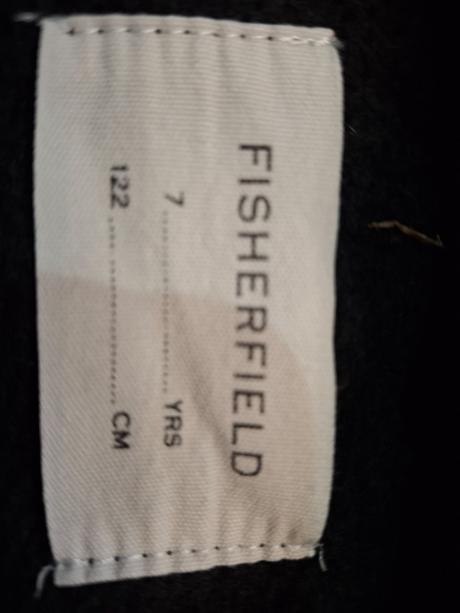 FISHERFIELD
7 .................... YRS
122 .................... CM